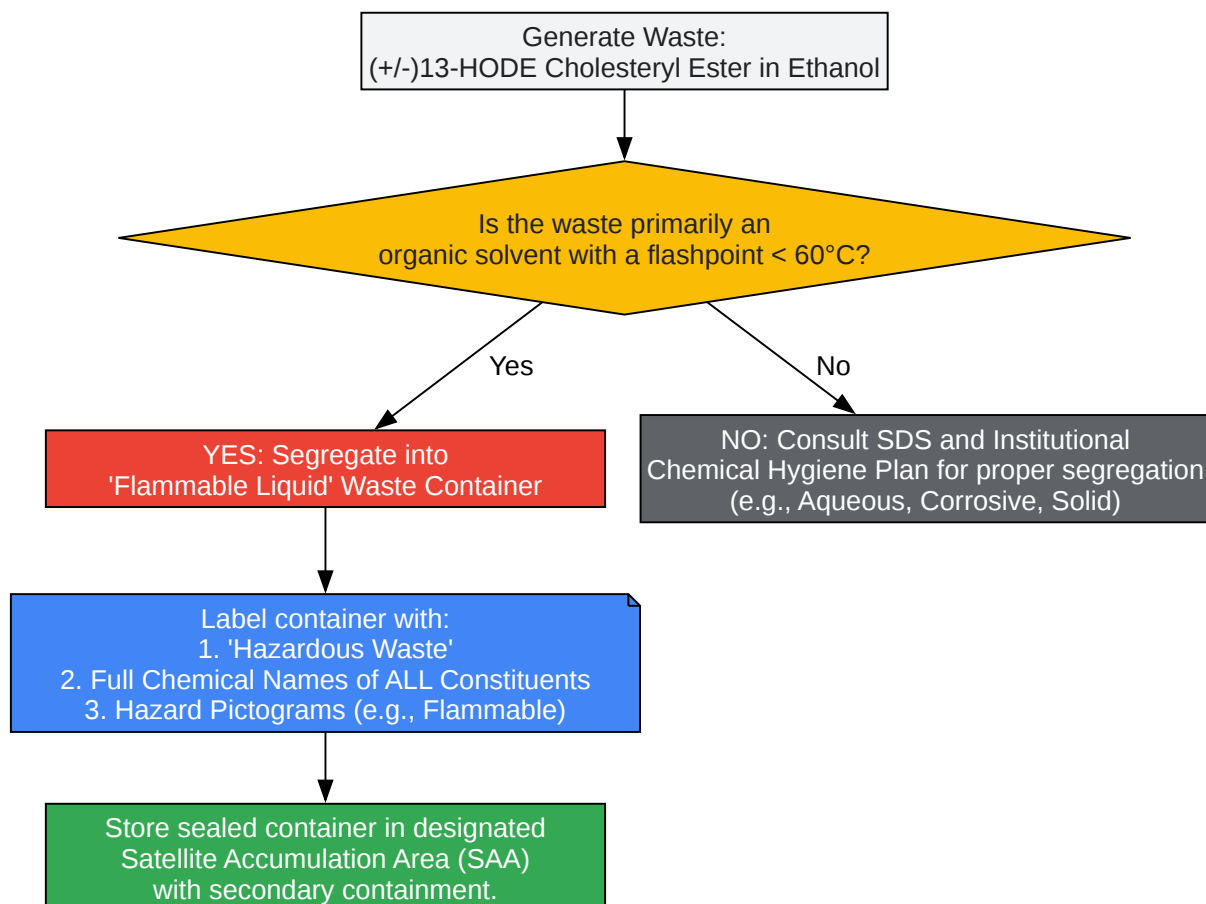 Generate Waste:
(+/-)13-HODE Cholesteryl Ester in Ethanol
Is the waste primarily an
organic solvent with a flashpoint < 60°C?
Yes
No
YES: Segregate into
'Flammable Liquid' Waste Container
NO: Consult SDS and Institutional
Chemical Hygiene Plan for proper segregation
(e.g., Aqueous, Corrosive, Solid)
Label container with:
1. 'Hazardous Waste'
2. Full Chemical Names of ALL Constituents
3. Hazard Pictograms (e.g., Flammable)
Store sealed container in designated
Satellite Accumulation Area (SAA)
with secondary containment.